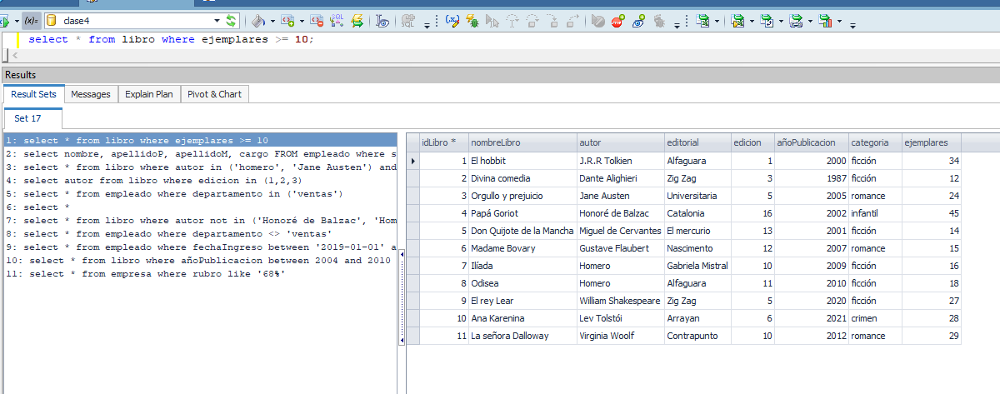 (x)= clase4
SQL SQL
select * from libro where ejemplares >= 10;
Results
Result Sets Messages Explain Plan Pivot & Chart
Set 17
1: select * from libro where ejemplares >= 10
2: select nombre, apellidoP, apellidoM, cargo FROM empleado where s
3: select * from libro where autor in ('homero', 'Jane Austen') and
4: select autor from libro where edicion in (1,2,3)
5: select * from empleado where departamento in ('ventas')
6: select *
7: select * from libro where autor not in ('Honoré de Balzac', 'Hom
8: select * from empleado where departamento <> 'ventas'
9: select * from empleado where fechaIngreso between '2019-01-01' a
10: select * from libro where añoPublicacion between 2004 and 2010
11: select * from empresa where rubro like '68%'
idLibro * nombreLibro autor editorial edicion añoPublicacion categoria ejemplares
1 El hobbit J.R.R Tolkien Alfaguara 1 2000 ficción 34
2 Divina comedia Dante Alighieri Zig Zag 3 1987 ficción 12
3 Orgullo y prejuicio Jane Austen Universitaria 5 2005 romance 24
4 Papá Goriot Honoré de Balzac Catalonia 16 2002 infantil 45
5 Don Quijote de la Mancha Miguel de Cervantes El mercurio 13 2001 ficción 14
6 Madame Bovary Gustave Flaubert Nascimento 12 2007 romance 15
7 Ilíada Homero Gabriela Mistral 10 2009 ficción 16
8 Odisea Homero Alfaguara 11 2010 ficción 18
9 El rey Lear William Shakespeare Zig Zag 5 2020 ficción 27
10 Ana Karenina Lev Tolstói Arrayan 6 2021 crimen 28
11 La señora Dalloway Virginia Woolf Contrapunto 10 2012 romance 29